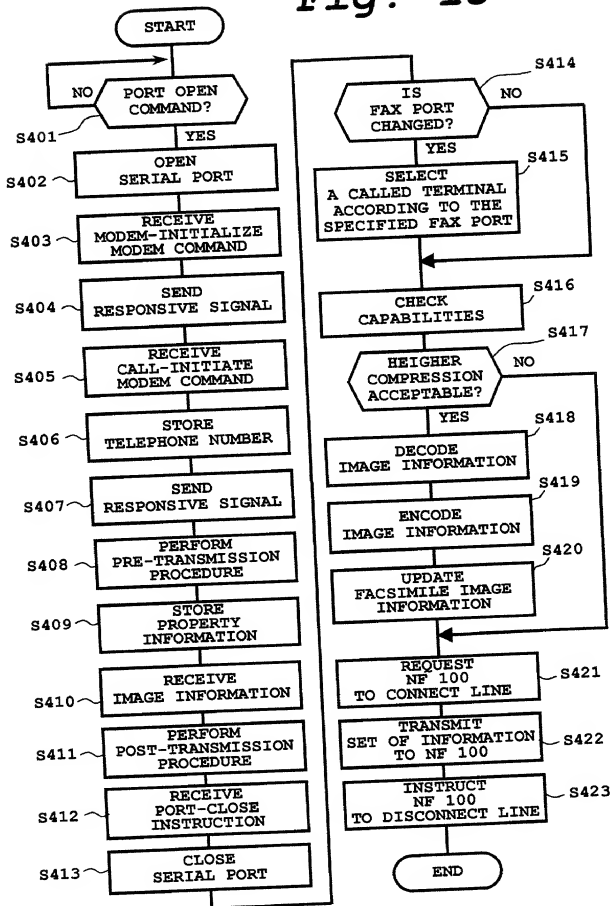 START
NO
PORT OPEN
COMMAND?
S401
YES
S402
OPEN
SERIAL PORT
S403
RECEIVE
MODEM-INITIALIZE
MODEM COMMAND
S404
SEND
RESPONSIVE SIGNAL
S405
RECEIVE
CALL-INITIATE
MODEM COMMAND
S406
STORE
TELEPHONE NUMBER
S407
SEND
RESPONSIVE SIGNAL
S408
PERFORM
PRE-TRANSMISSION
PROCEDURE
S409
STORE
PROPERTY
INFORMATION
S410
RECEIVE
IMAGE INFORMATION
S411
PERFORM
POST-TRANSMISSION
PROCEDURE
S412
RECEIVE
PORT-CLOSE
INSTRUCTION
S413
CLOSE
SERIAL PORT
S414
IS
FAX PORT
CHANGED?
NO
YES
S415
SELECT
A CALLED TERMINAL
ACCORDING TO THE
SPECIFIED FAX PORT
S416
CHECK
CAPABILITIES
S417
HEIGHER
COMPRESSION
ACCEPTABLE?
NO
YES
S418
DECODE
IMAGE INFORMATION
S419
ENCODE
IMAGE INFORMATION
S420
UPDATE
FACSIMILE IMAGE
INFORMATION
REQUEST
NF 100
TO CONNECT LINE
S421
TRANSMIT
SET OF INFORMATION
TO NF 100
S422
INSTRUCT
NF 100
TO DISCONNECT LINE
S423
END